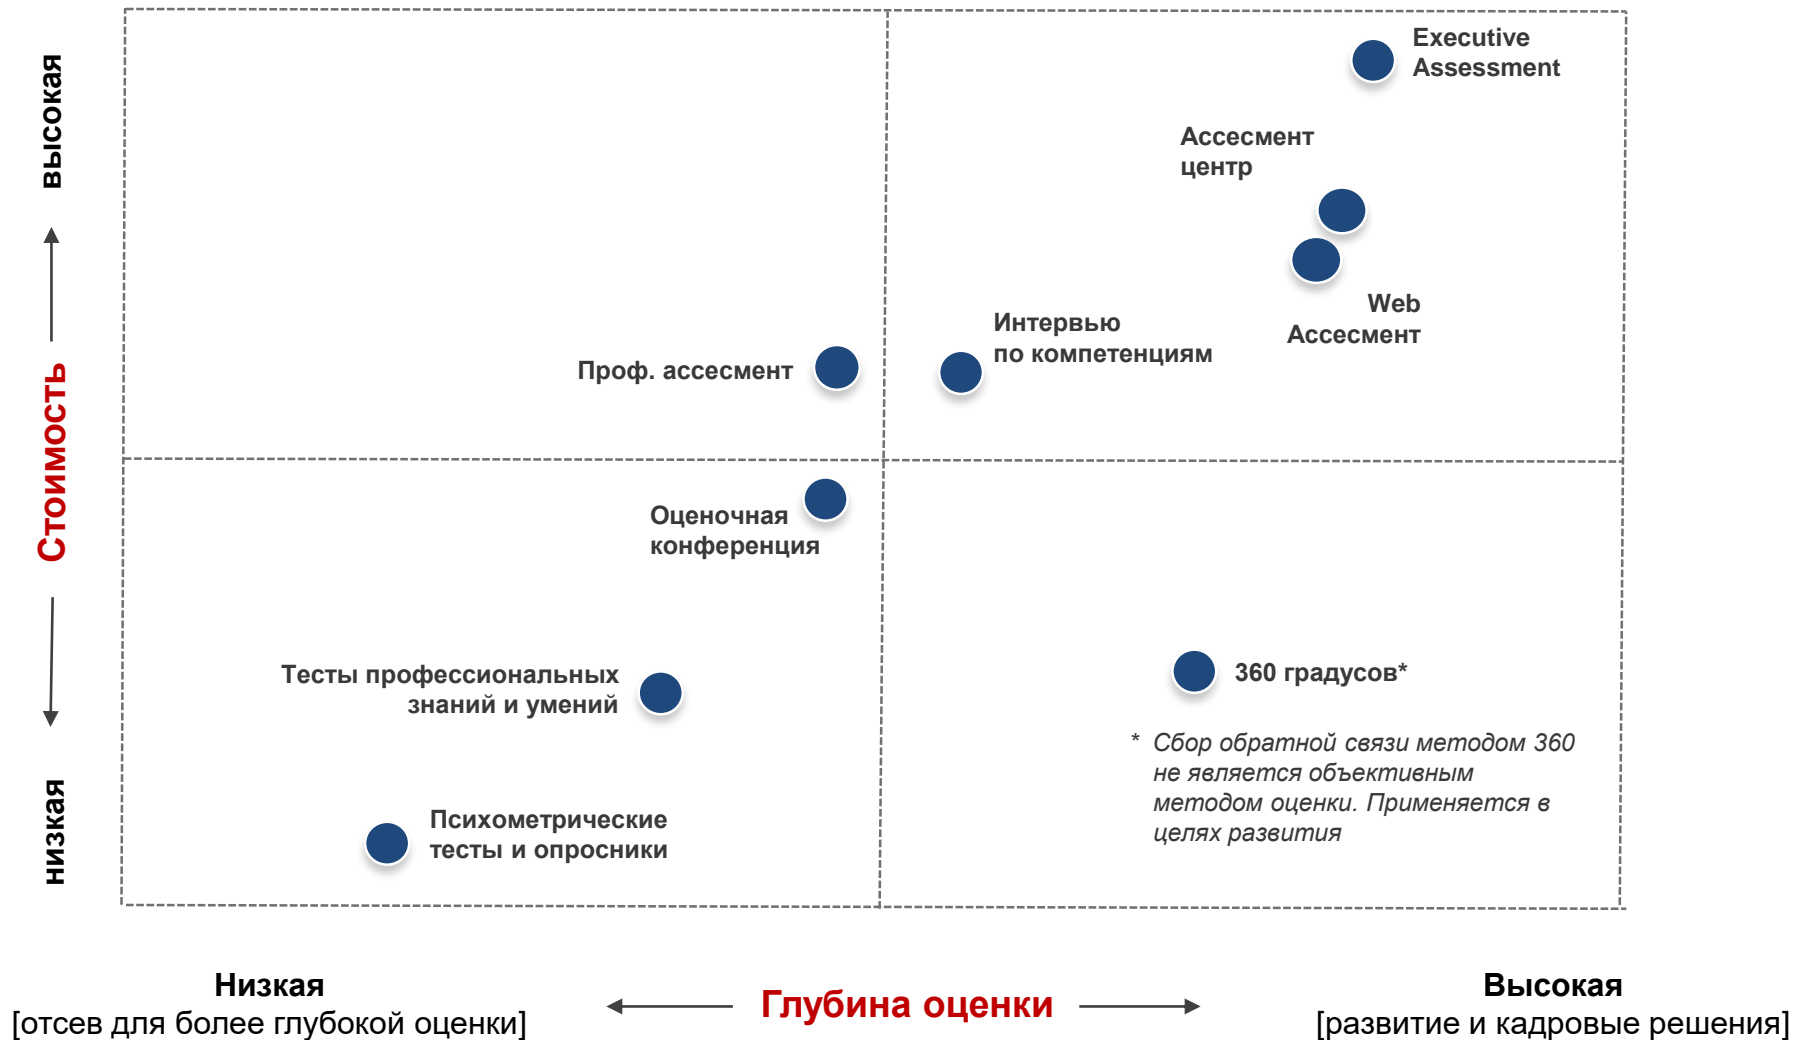 высокая
Стоимость
низкая
Executive
Assessment
Ассесмент
центр
Web
Ассесмент
Интервью
по компетенциям
Проф. ассесмент
Оценочная
конференция
Тесты профессиональных
знаний и умений
360 градусов*
* Сбор обратной связи методом 360
не является объективным
методом оценки. Применяется в
целях развития
Психометрические
тесты и опросники
Низкая
[отсев для более глубокой оценки]
Глубина оценки
Высокая
[развитие и кадровые решения]